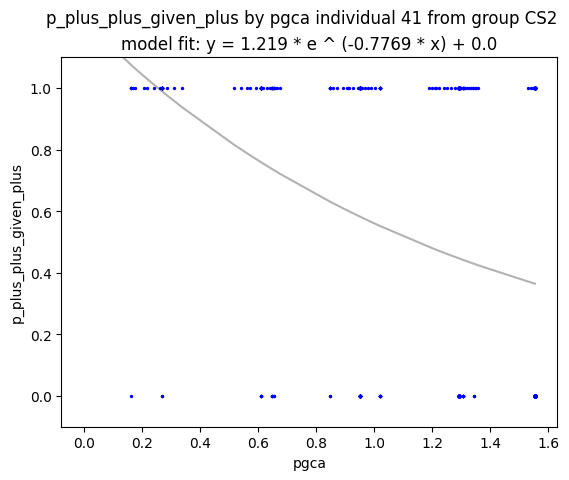 p_plus_plus_given_plus by pgca individual 41 from group CS2
model fit: y = 1.219 * e ^ (-0.7769 * x) + 0.0
p_plus_plus_given_plus
1.0
0.8
0.6
0.4
0.2
0.0
0.0 0.2 0.4 0.6 0.8 1.0 1.2 1.4 1.6
pgca